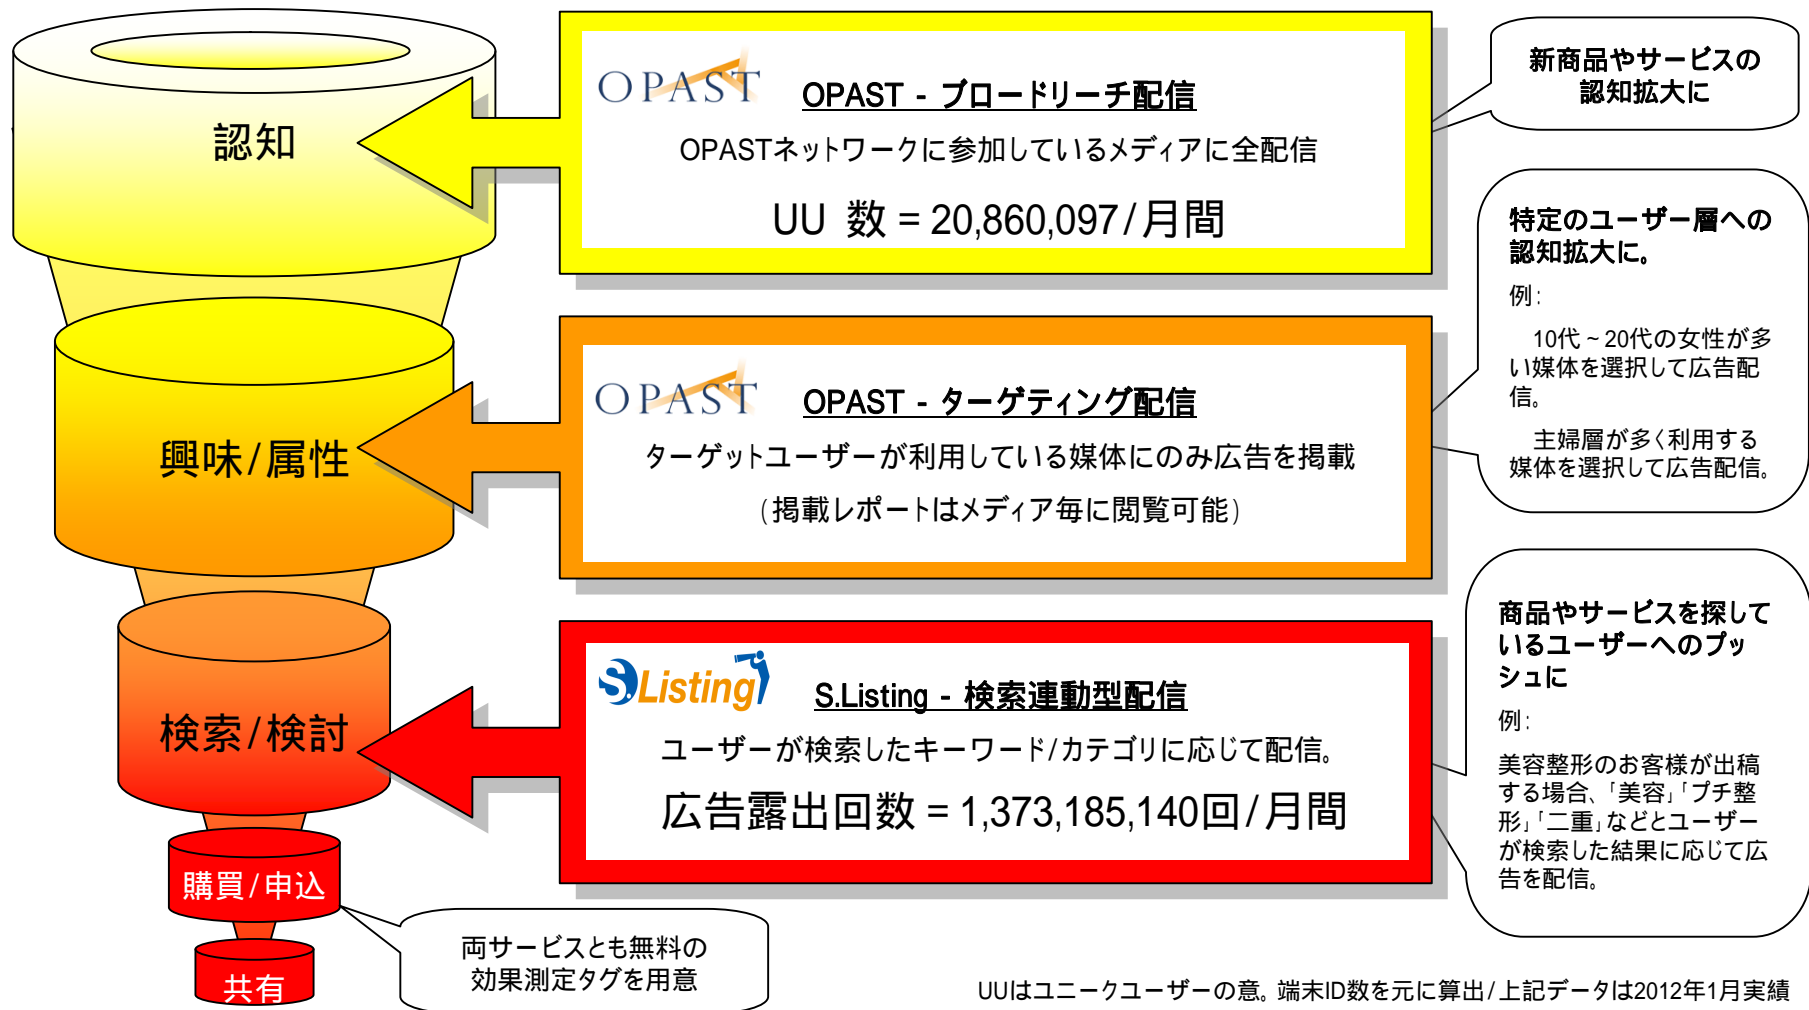 認知
OPAST
OPAST - ブロードリーチ配信
OPASTネットワークに参加しているメディアに全配信
UU 数 = 20,860,097/月間
新商品やサービスの
認知拡大に
興味/属性
OPAST
OPAST - ターゲティング配信
ターゲットユーザーが利用している媒体にのみ広告を掲載
(掲載レポートはメディア毎に閲覧可能)
特定のユーザー層への
認知拡大に。
例:
10代~20代の女性が多
い媒体を選択して広告配
信。
主婦層が多く利用する
媒体を選択して広告配信。
検索/検討
S.Listing
S.Listing - 検索連動型配信
ユーザーが検索したキーワード/カテゴリに応じて配信。
広告露出回数 = 1,373,185,140回/月間
商品やサービスを探して
いるユーザーへのプッ
シュに
例:
美容整形のお客様が出稿
する場合、「美容」「プチ整
形」「二重」などとユーザー
が検索した結果に応じて広
告を配信。
購買/申込
両サービスとも無料の
効果測定タグを用意
共有
UUはユニークユーザーの意。端末ID数を元に算出/上記データは2012年1月実績